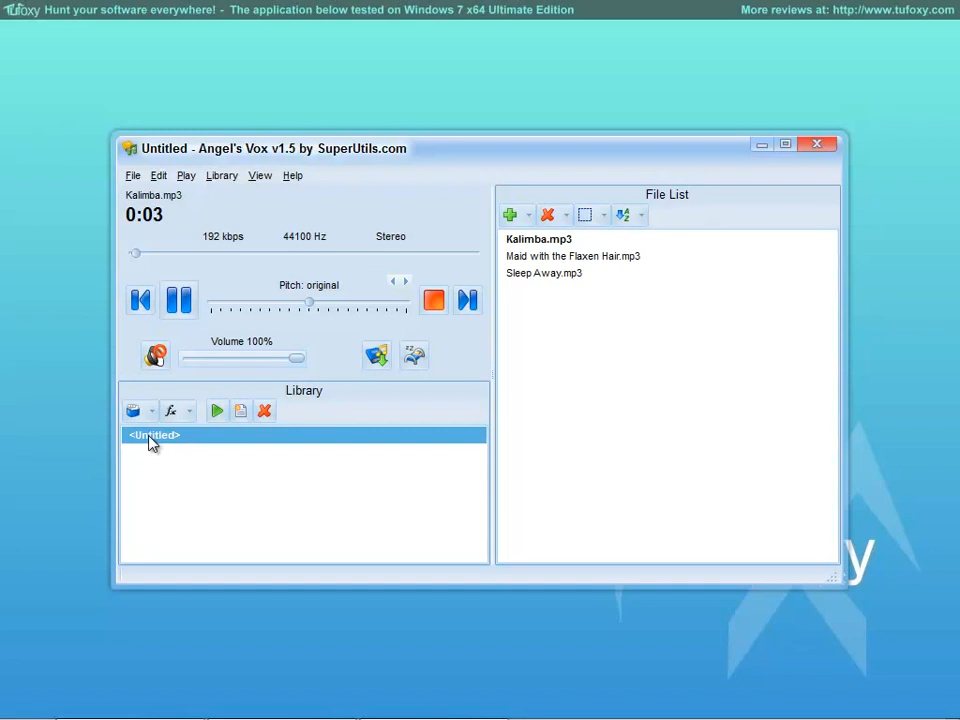 Tufoxy Hunt your software everywhere! - The application below tested on Windows 7 x64 Ultimate Edition More reviews at: http://www.tufoxy.com
Untitled - Angel's Vox v1.5 by SuperUtils.com
File Edit Play Library View Help
Kalimba.mp3
0:03
192 kbps 44100 Hz Stereo
Pitch: original
Volume 100%
Library
fx
<Untitled>
File List
Kalimba.mp3
Maid with the Flaxen Hair.mp3
Sleep Away.mp3
y